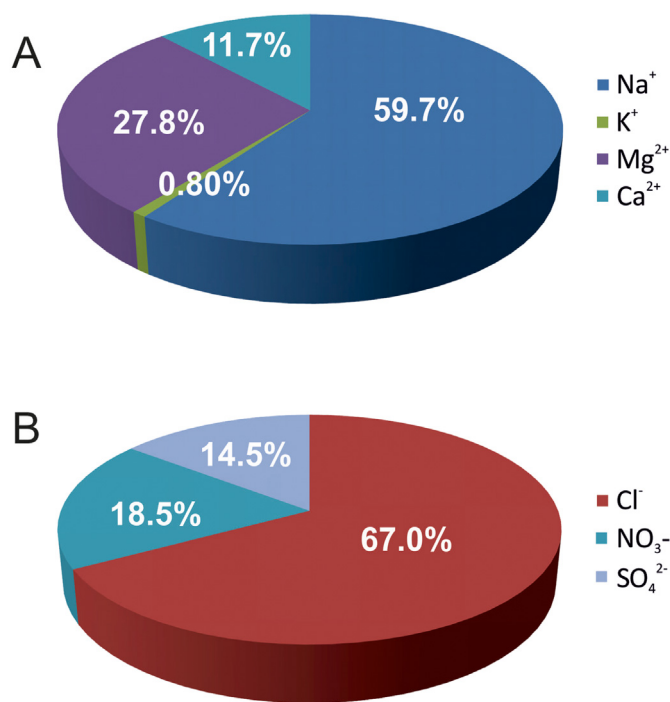 A
11.7%
27.8%
59.7%
0.80%
Na⁺
K⁺
Mg²⁺
Ca²⁺
B
14.5%
18.5%
67.0%
Cl⁻
NO₃-
SO₄²⁻